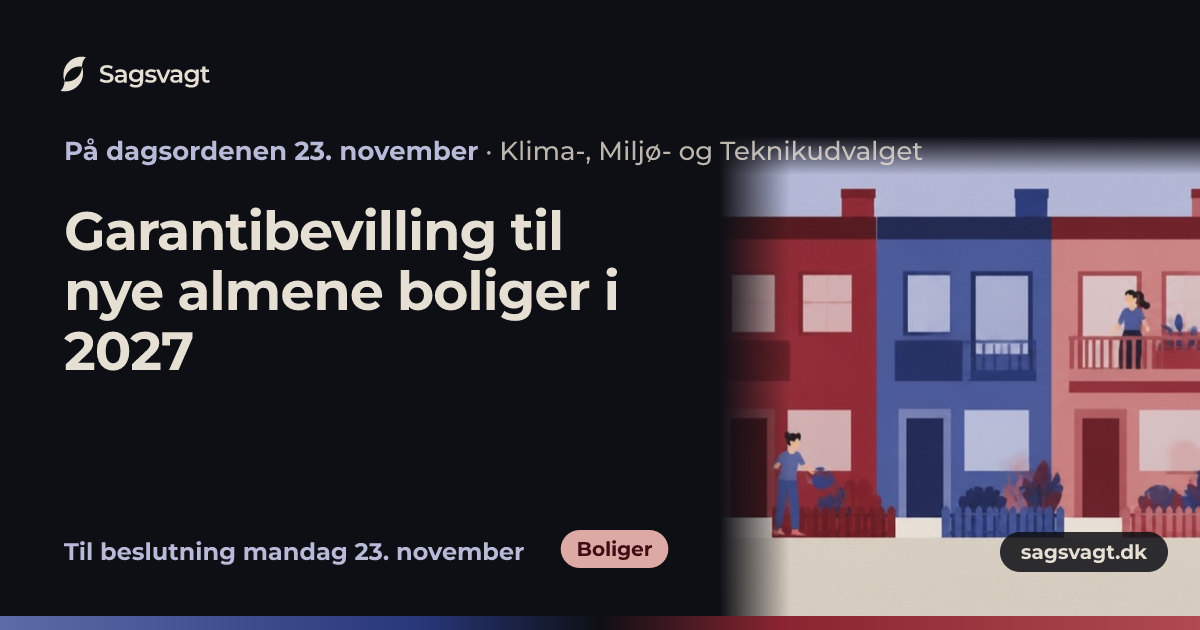 Sagsvagt
På dagsordenen 23. november · Klima-, Miljø- og Teknikudvalget
Garantibevilling til
nye almene boliger i
2027
Til beslutning mandag 23. november
Boliger
sagsvagt.dk